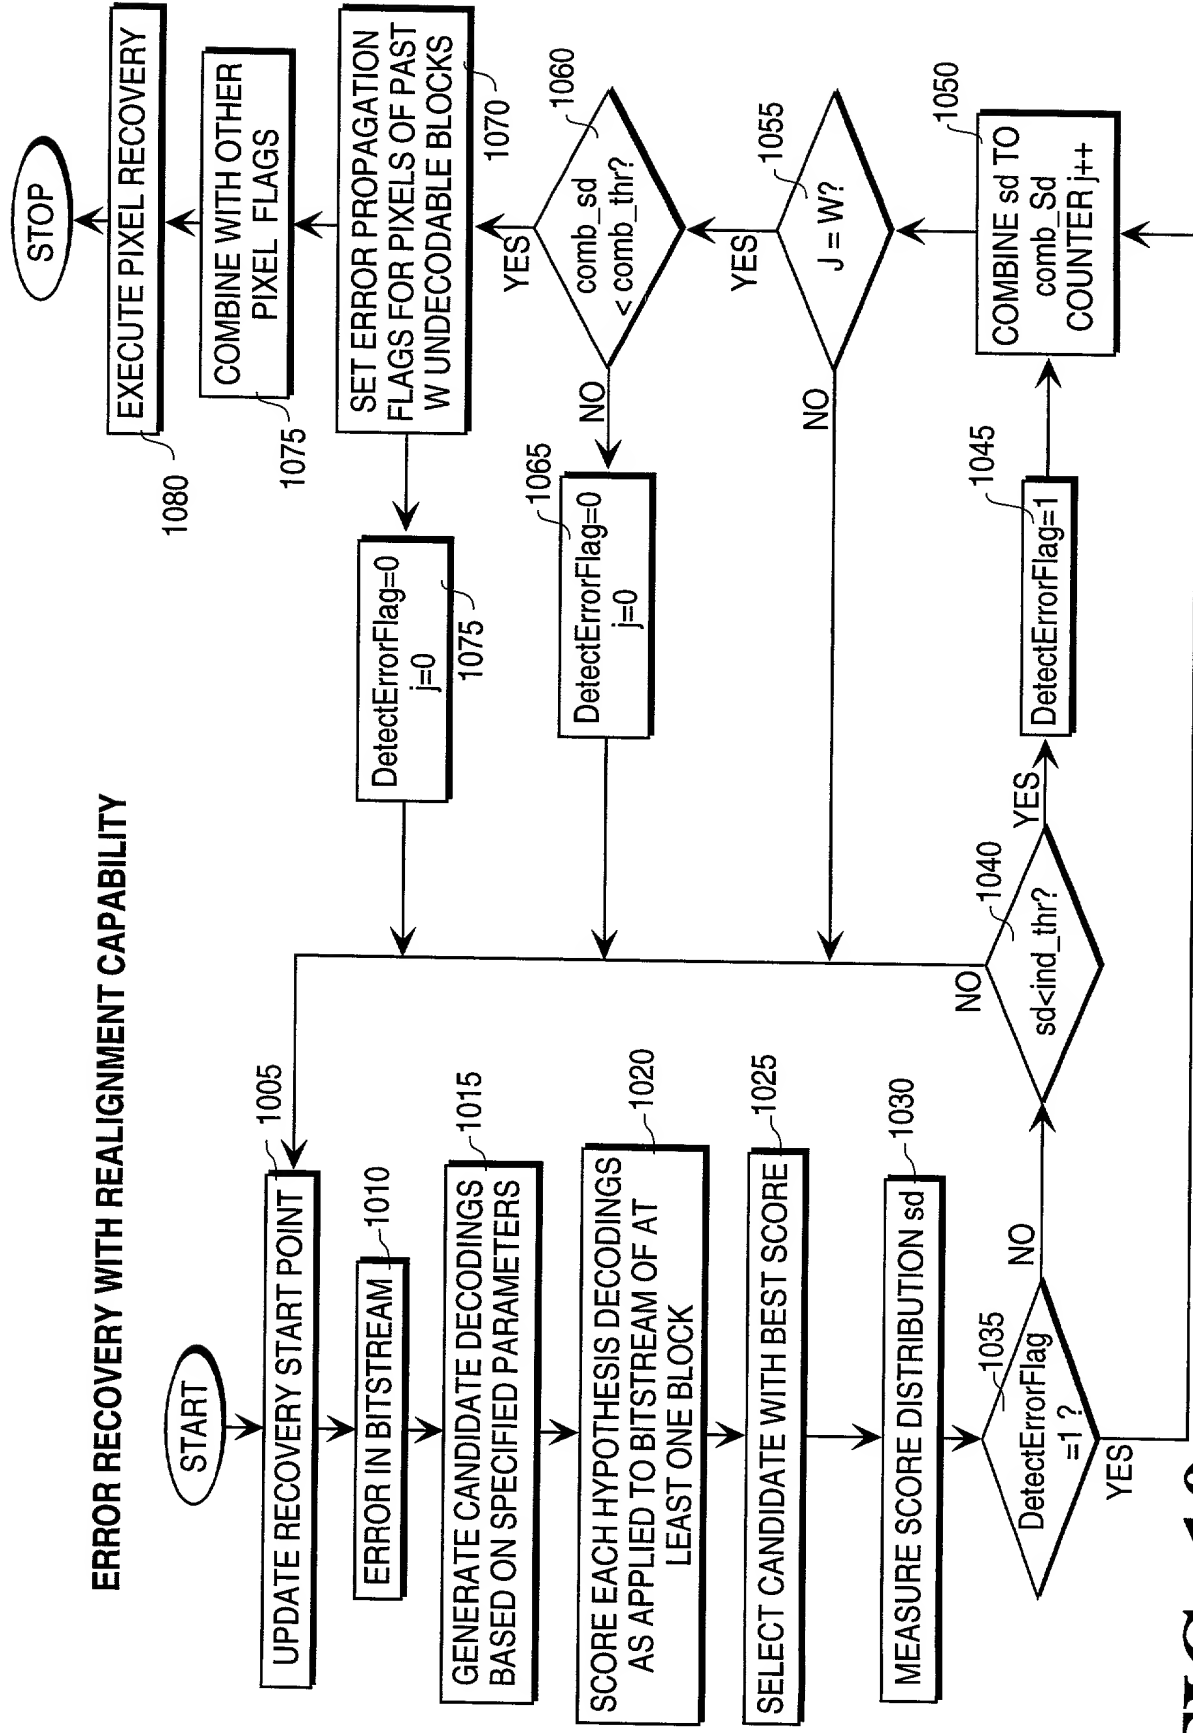 ERROR RECOVERY WITH REALIGNMENT CAPABILITY
START
UPDATE RECOVERY START POINT
1005
ERROR IN BITSTREAM
1010
GENERATE CANDIDATE DECODINGS
BASED ON SPECIFIED PARAMETERS
1015
SCORE EACH HYPOTHESIS DECODINGS
AS APPLIED TO BITSTREAM OF AT
LEAST ONE BLOCK
1020
SELECT CANDIDATE WITH BEST SCORE
1025
MEASURE SCORE DISTRIBUTION sd
1030
DetectErrorFlag
=1 ?
1035
YES
NO
sd<ind_thr?
1040
NO
YES
DetectErrorFlag=1
1045
COMBINE sd TO
comb_Sd
COUNTER j++
1050
J = W?
1055
NO
YES
comb_sd
< comb_thr?
1060
NO
YES
DetectErrorFlag=0
j=0
1065
SET ERROR PROPAGATION
FLAGS FOR PIXELS OF PAST
W UNDECODABLE BLOCKS
1070
DetectErrorFlag=0
j=0
1075
COMBINE WITH OTHER
PIXEL FLAGS
1075
EXECUTE PIXEL RECOVERY
1080
STOP